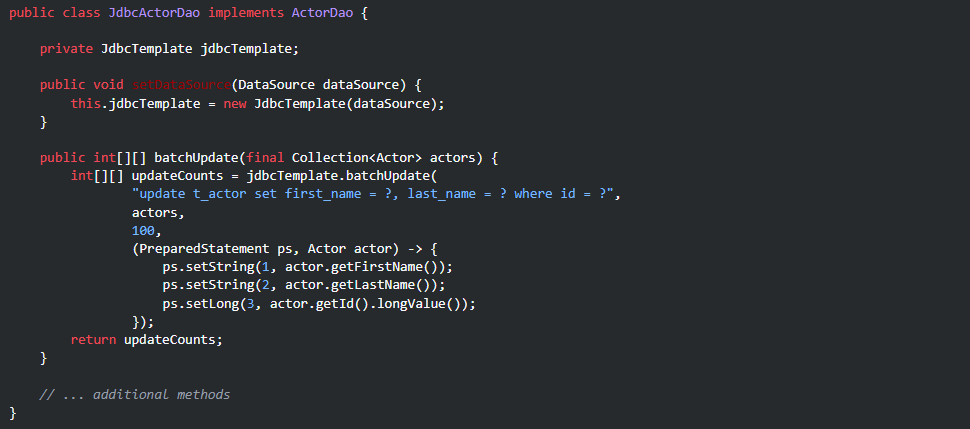 public class JdbcActorDao implements ActorDao {
private JdbcTemplate jdbcTemplate;
public void setDataSource(DataSource dataSource) {
this.jdbcTemplate = new JdbcTemplate(dataSource);
}
public int[][] batchUpdate(final Collection<Actor> actors) {
int[][] updateCounts = jdbcTemplate.batchUpdate(
"update t_actor set first_name = ?, last_name = ? where id = ?",
actors,
100,
(PreparedStatement ps, Actor actor) -> {
ps.setString(1, actor.getFirstName());
ps.setString(2, actor.getLastName());
ps.setLong(3, actor.getId().longValue());
});
return updateCounts;
}
// ... additional methods
}